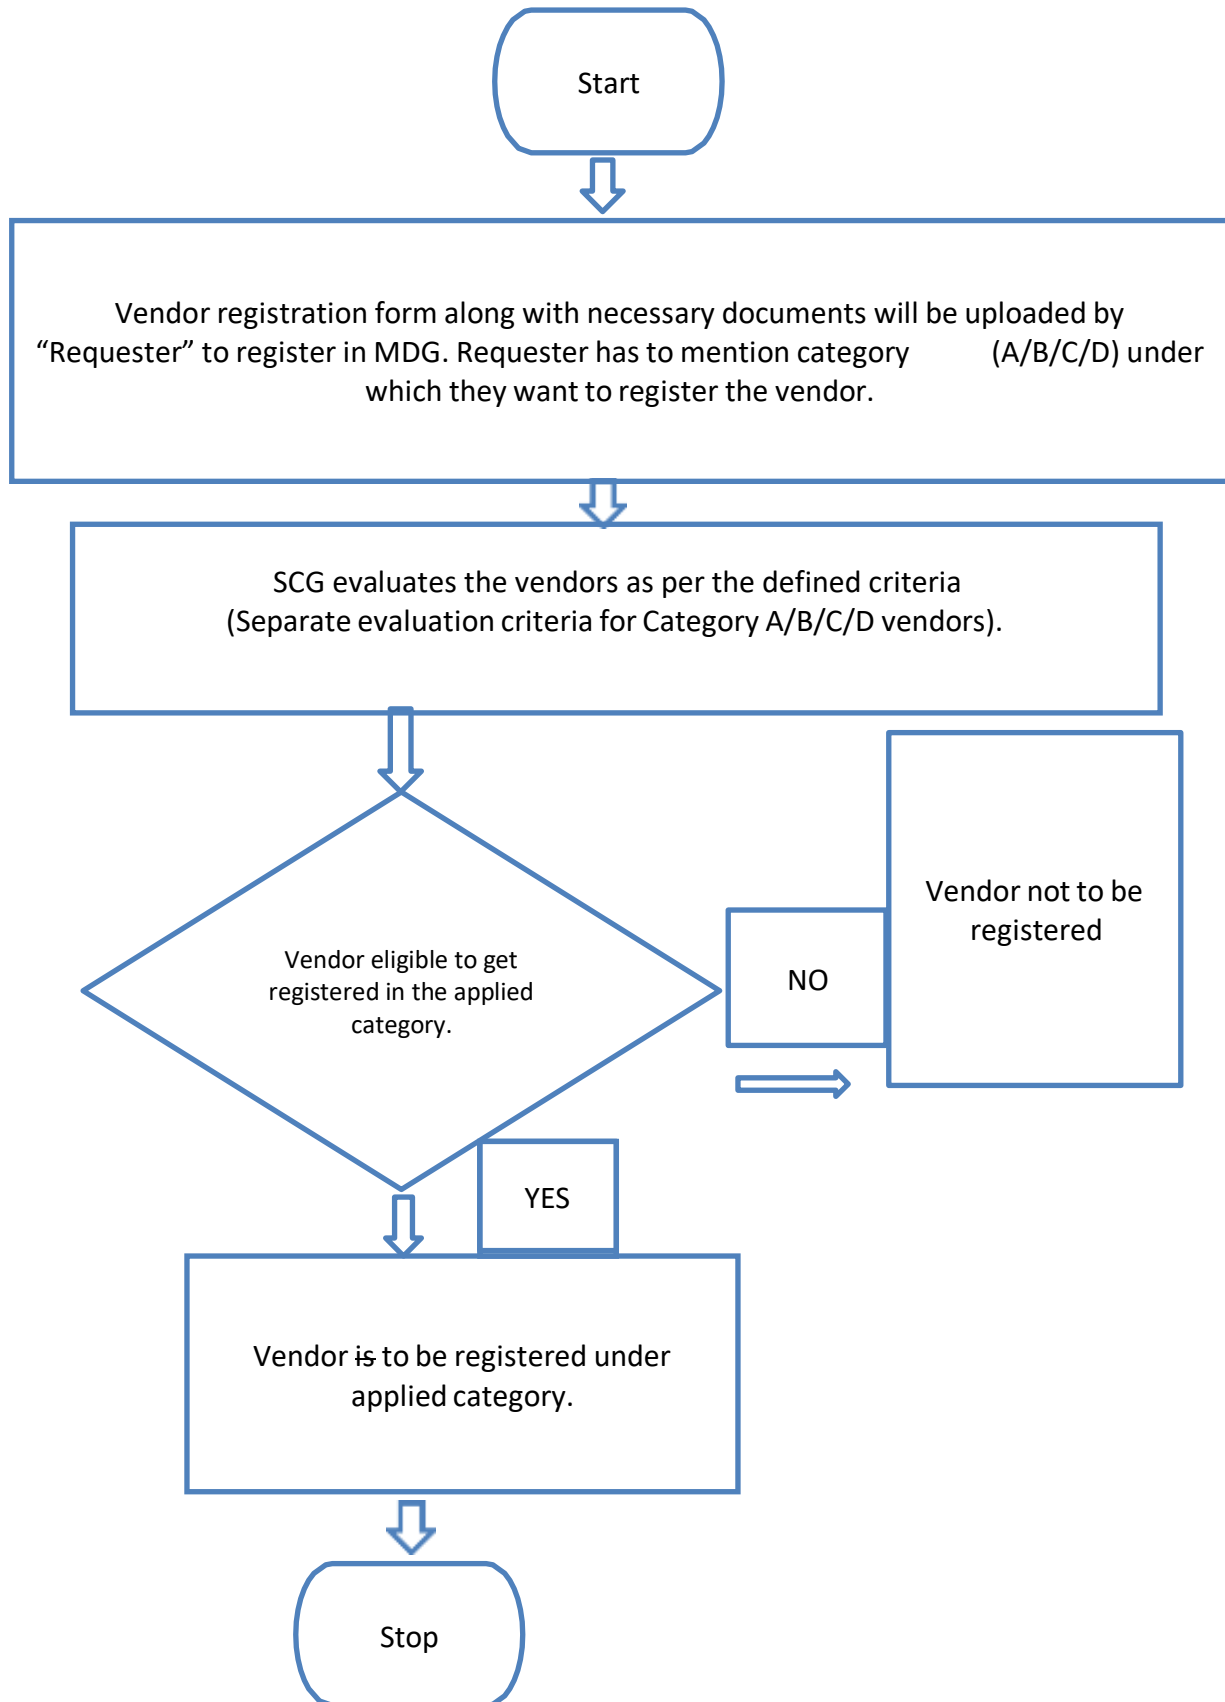 Start
Vendor registration form along with necessary documents will be uploaded by
“Requester” to register in MDG. Requester has to mention category (A/B/C/D) under
which they want to register the vendor.
SCG evaluates the vendors as per the defined criteria
(Separate evaluation criteria for Category A/B/C/D vendors).
Vendor not to be
registered
NO
Vendor eligible to get
registered in the applied
category.
YES
Vendor is to be registered under
applied category.
Stop